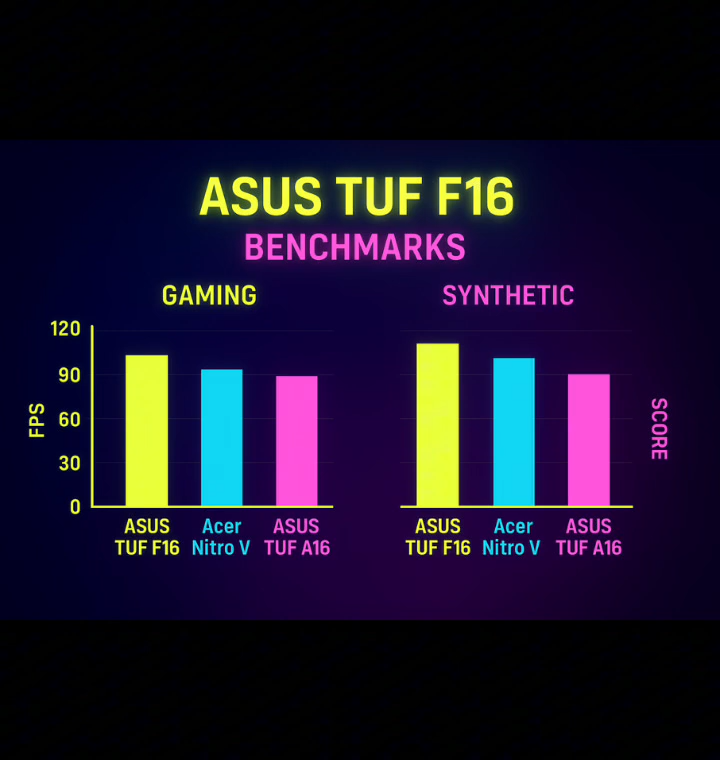 ASUS TUF F16
BENCHMARKS
GAMING
120
90
60
30
0
FPS
ASUS
TUF F16
Acer
Nitro V
ASUS
TUF A16
SYNTHETIC
SCORE
ASUS
TUF F16
Acer
Nitro V
ASUS
TUF A16